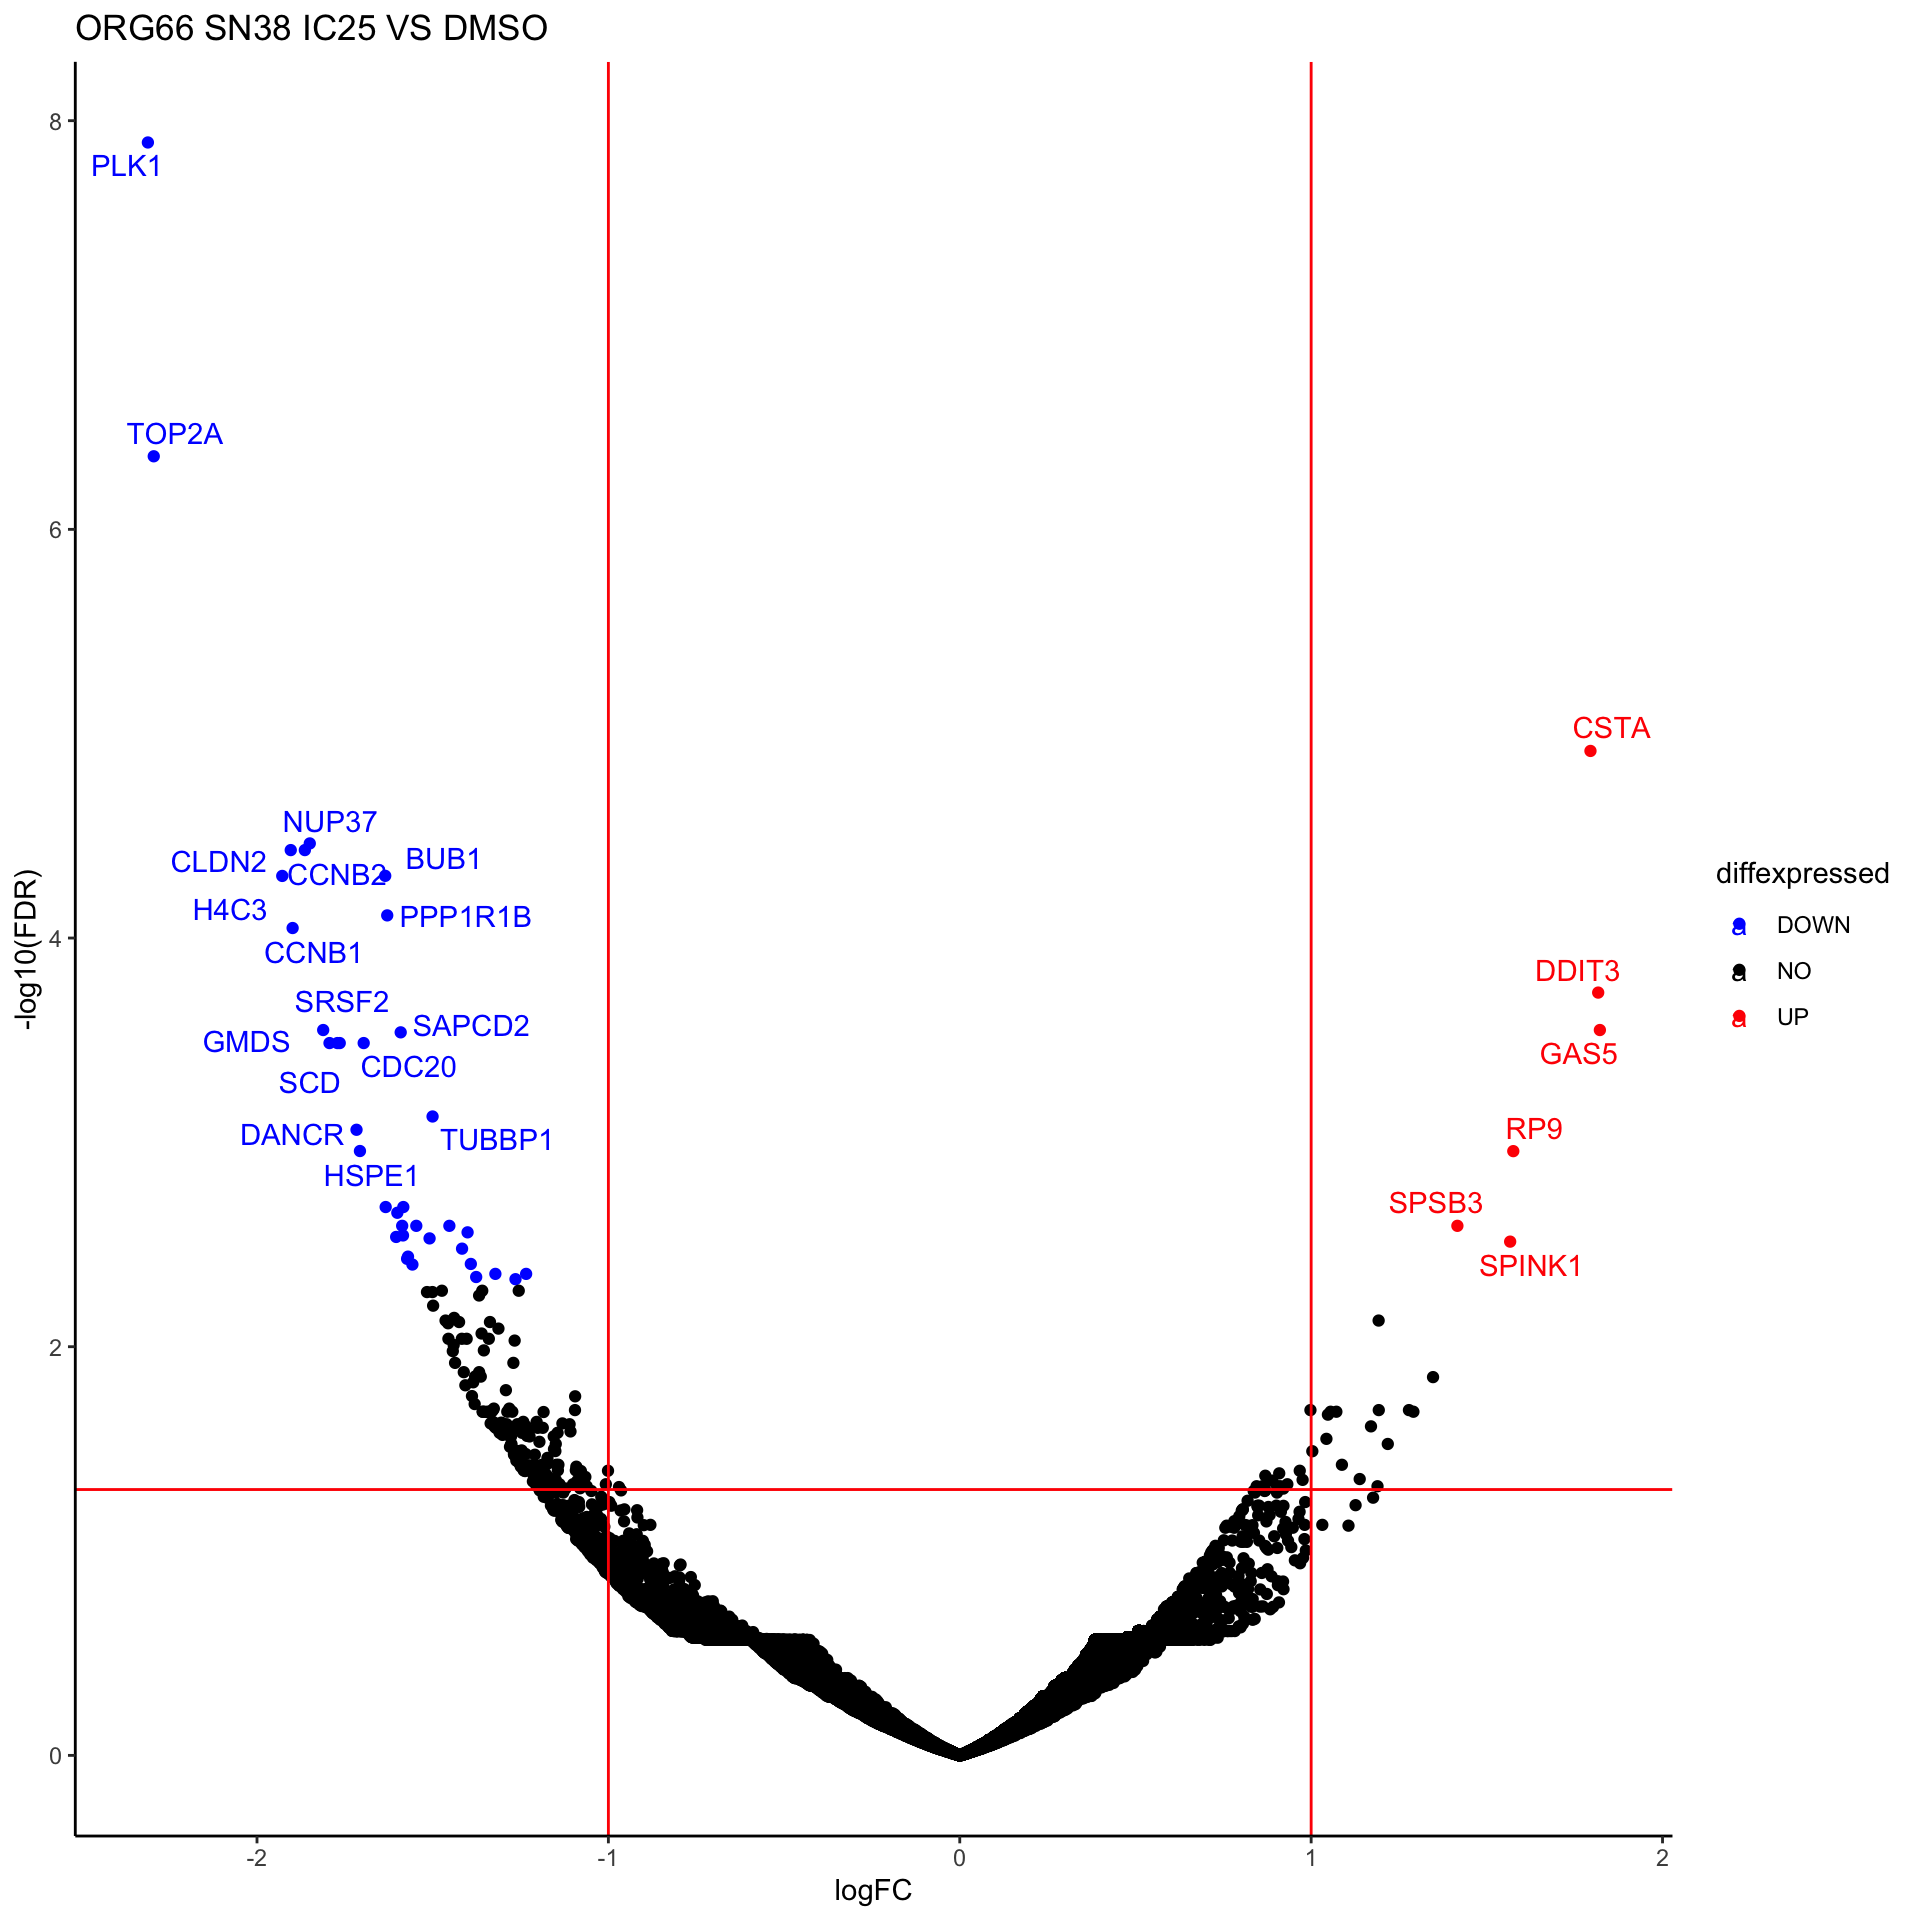 ORG66 SN38 IC25 VS DMSO
8
PLK1
TOP2A
6
CSTA
NUP37
CLDN2
BUB1
CCNB2
H4C3
PPP1R1B
4
CCNB1
DDIT3
SRSF2
SAPCD2
GMDS
GAS5
CDC20
SCD
RP9
DANCR
TUBBP1
HSPE1
SPSB3
SPINK1
2
0
-log10(FDR)
-2
-1
0
1
2
logFC
diffexpressed
a DOWN
a NO
a UP